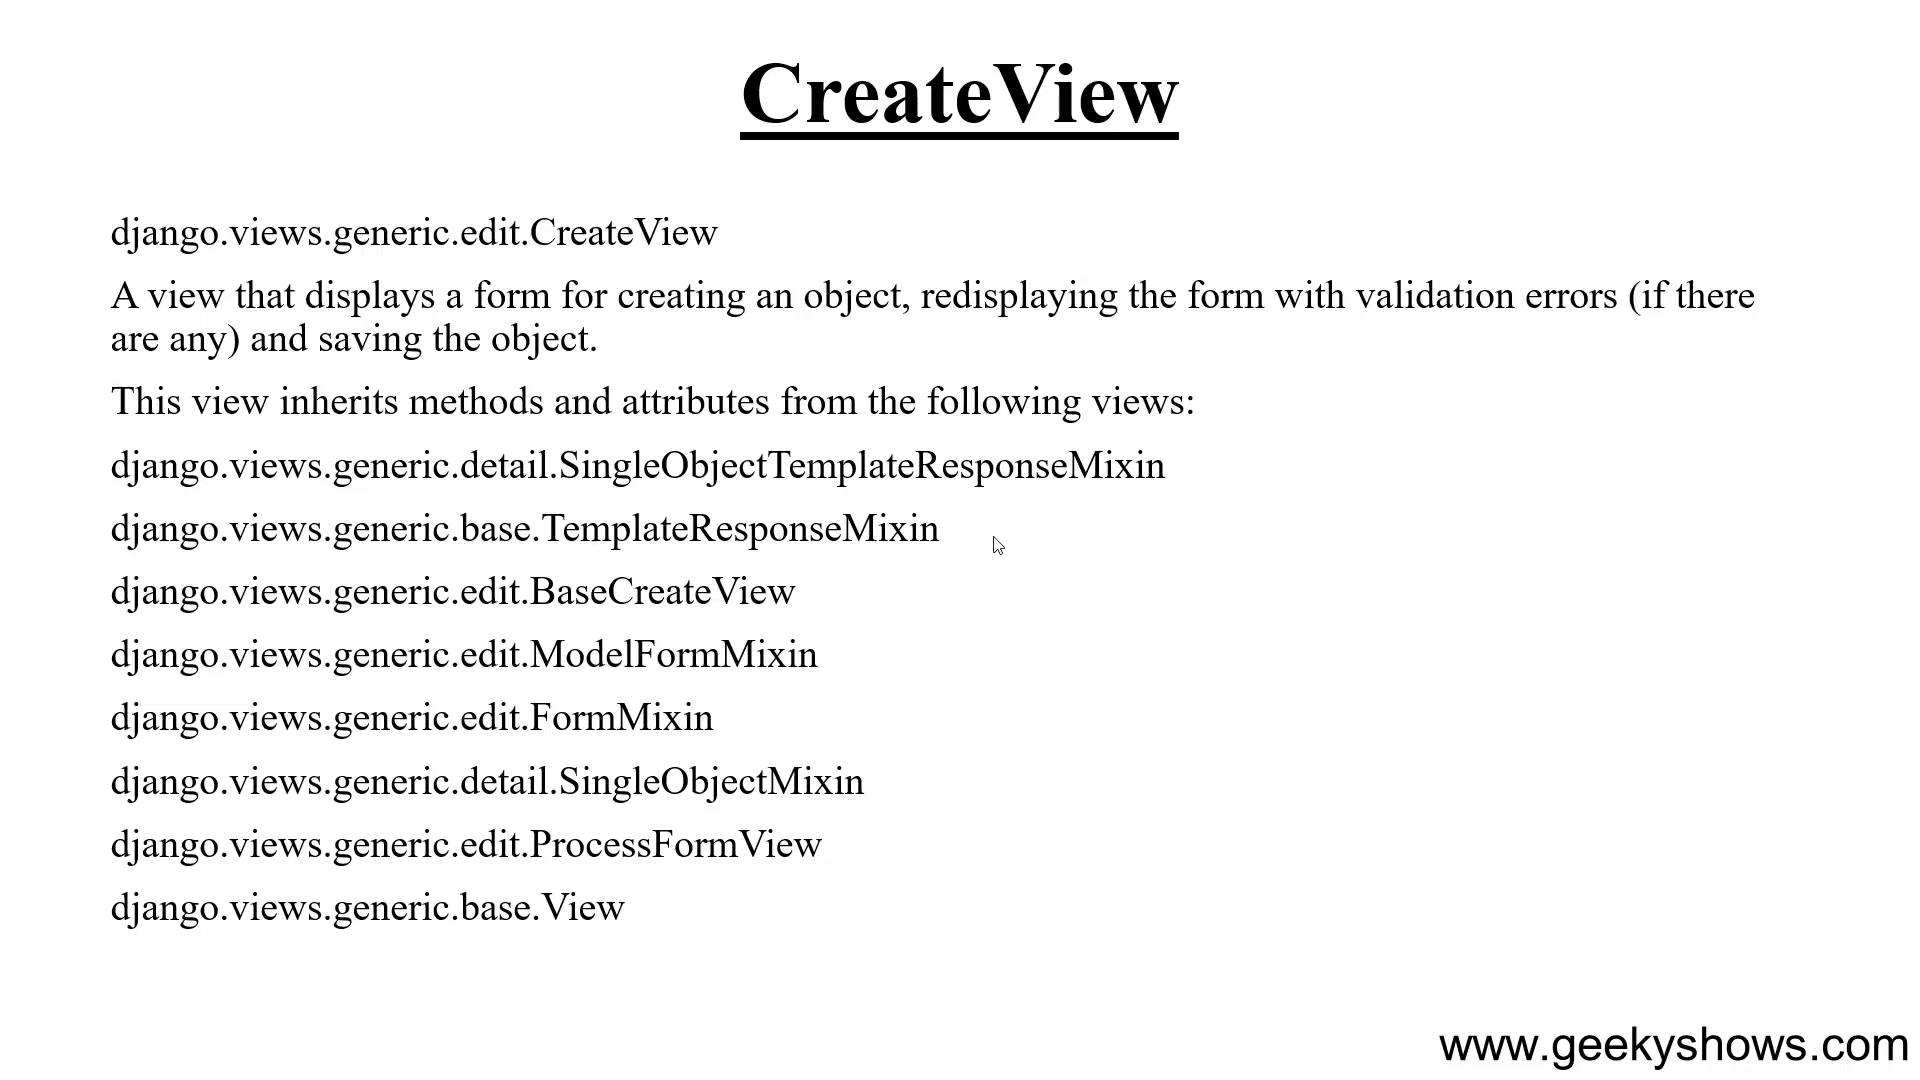 CreateView
django.views.generic.edit.CreateView
A view that displays a form for creating an object, redisplaying the form with validation errors (if there
are any) and saving the object.
This view inherits methods and attributes from the following views:
django.views.generic.detail.SingleObjectTemplateResponseMixin
django.views.generic.base.TemplateResponseMixin
django.views.generic.edit.BaseCreateView
django.views.generic.edit.ModelFormMixin
django.views.generic.edit.FormMixin
django.views.generic.detail.SingleObjectMixin
django.views.generic.edit.ProcessFormView
django.views.generic.base.View
www.geekyshows.com